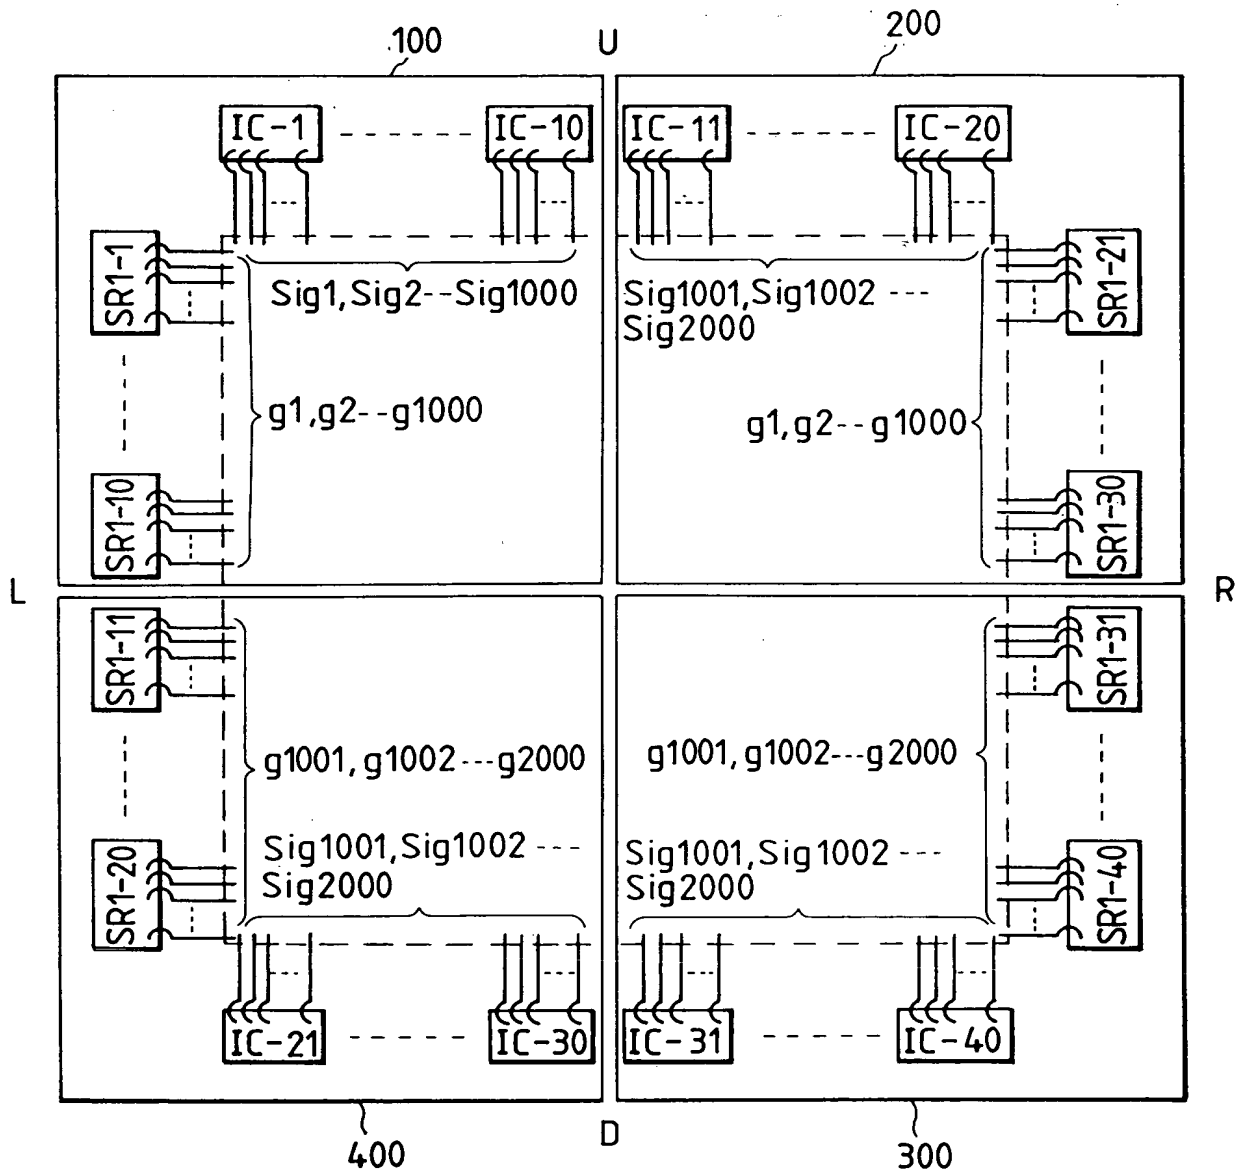 100
U
200
IC-1
IC-10
IC-11
IC-20
SR1-1
Sig1,Sig2--Sig1000
Sig1001,Sig1002 ---
Sig2000
SR1-21
g1,g2--g1000
g1,g2--g1000
SR1-10
SR1-30
L
R
SR1-11
SR1-31
g1001,g1002---g2000
g1001,g1002---g2000
SR1-20
Sig1001,Sig1002 ---
Sig2000
Sig1001,Sig1002 ---
Sig2000
SR1-40
IC-21
IC-30
IC-31
IC-40
400
D
300